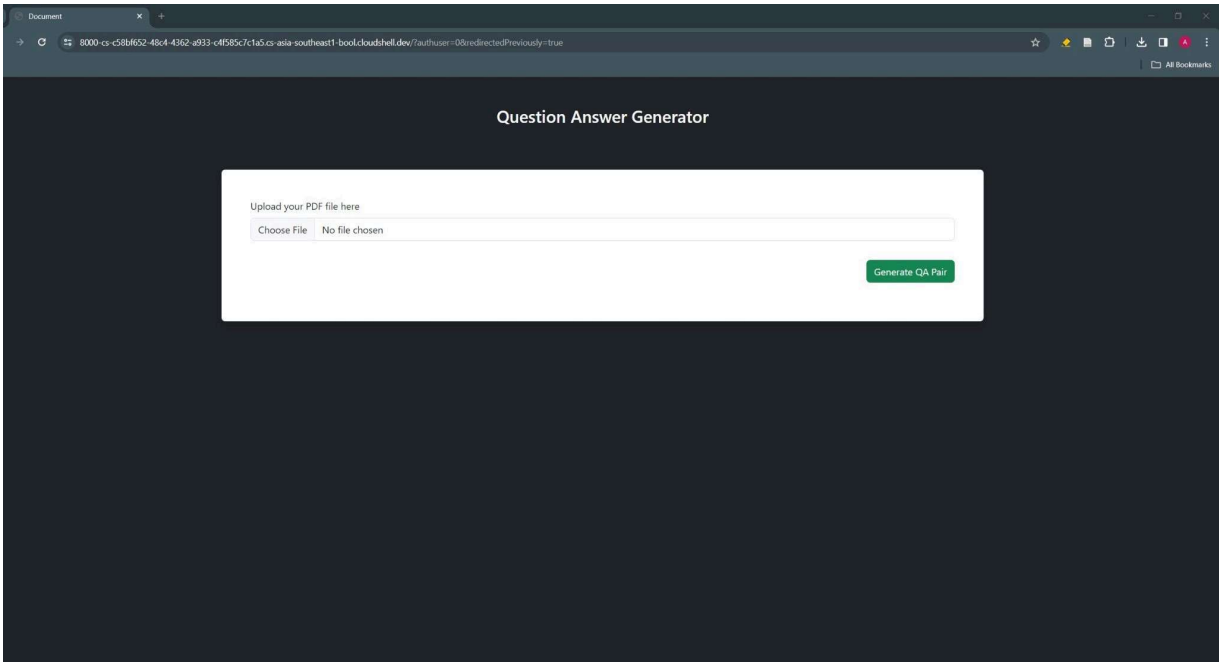 Document
8000-cs-c58bf652-48c4-4362-a933-c4f585c7c1a5.cs-asia-southeast1-bool.cloudshell.dev/?authuser=0&redirectedPreviously=true
A
All Bookmarks
Question Answer Generator
Upload your PDF file here
Choose File No file chosen
Generate QA Pair